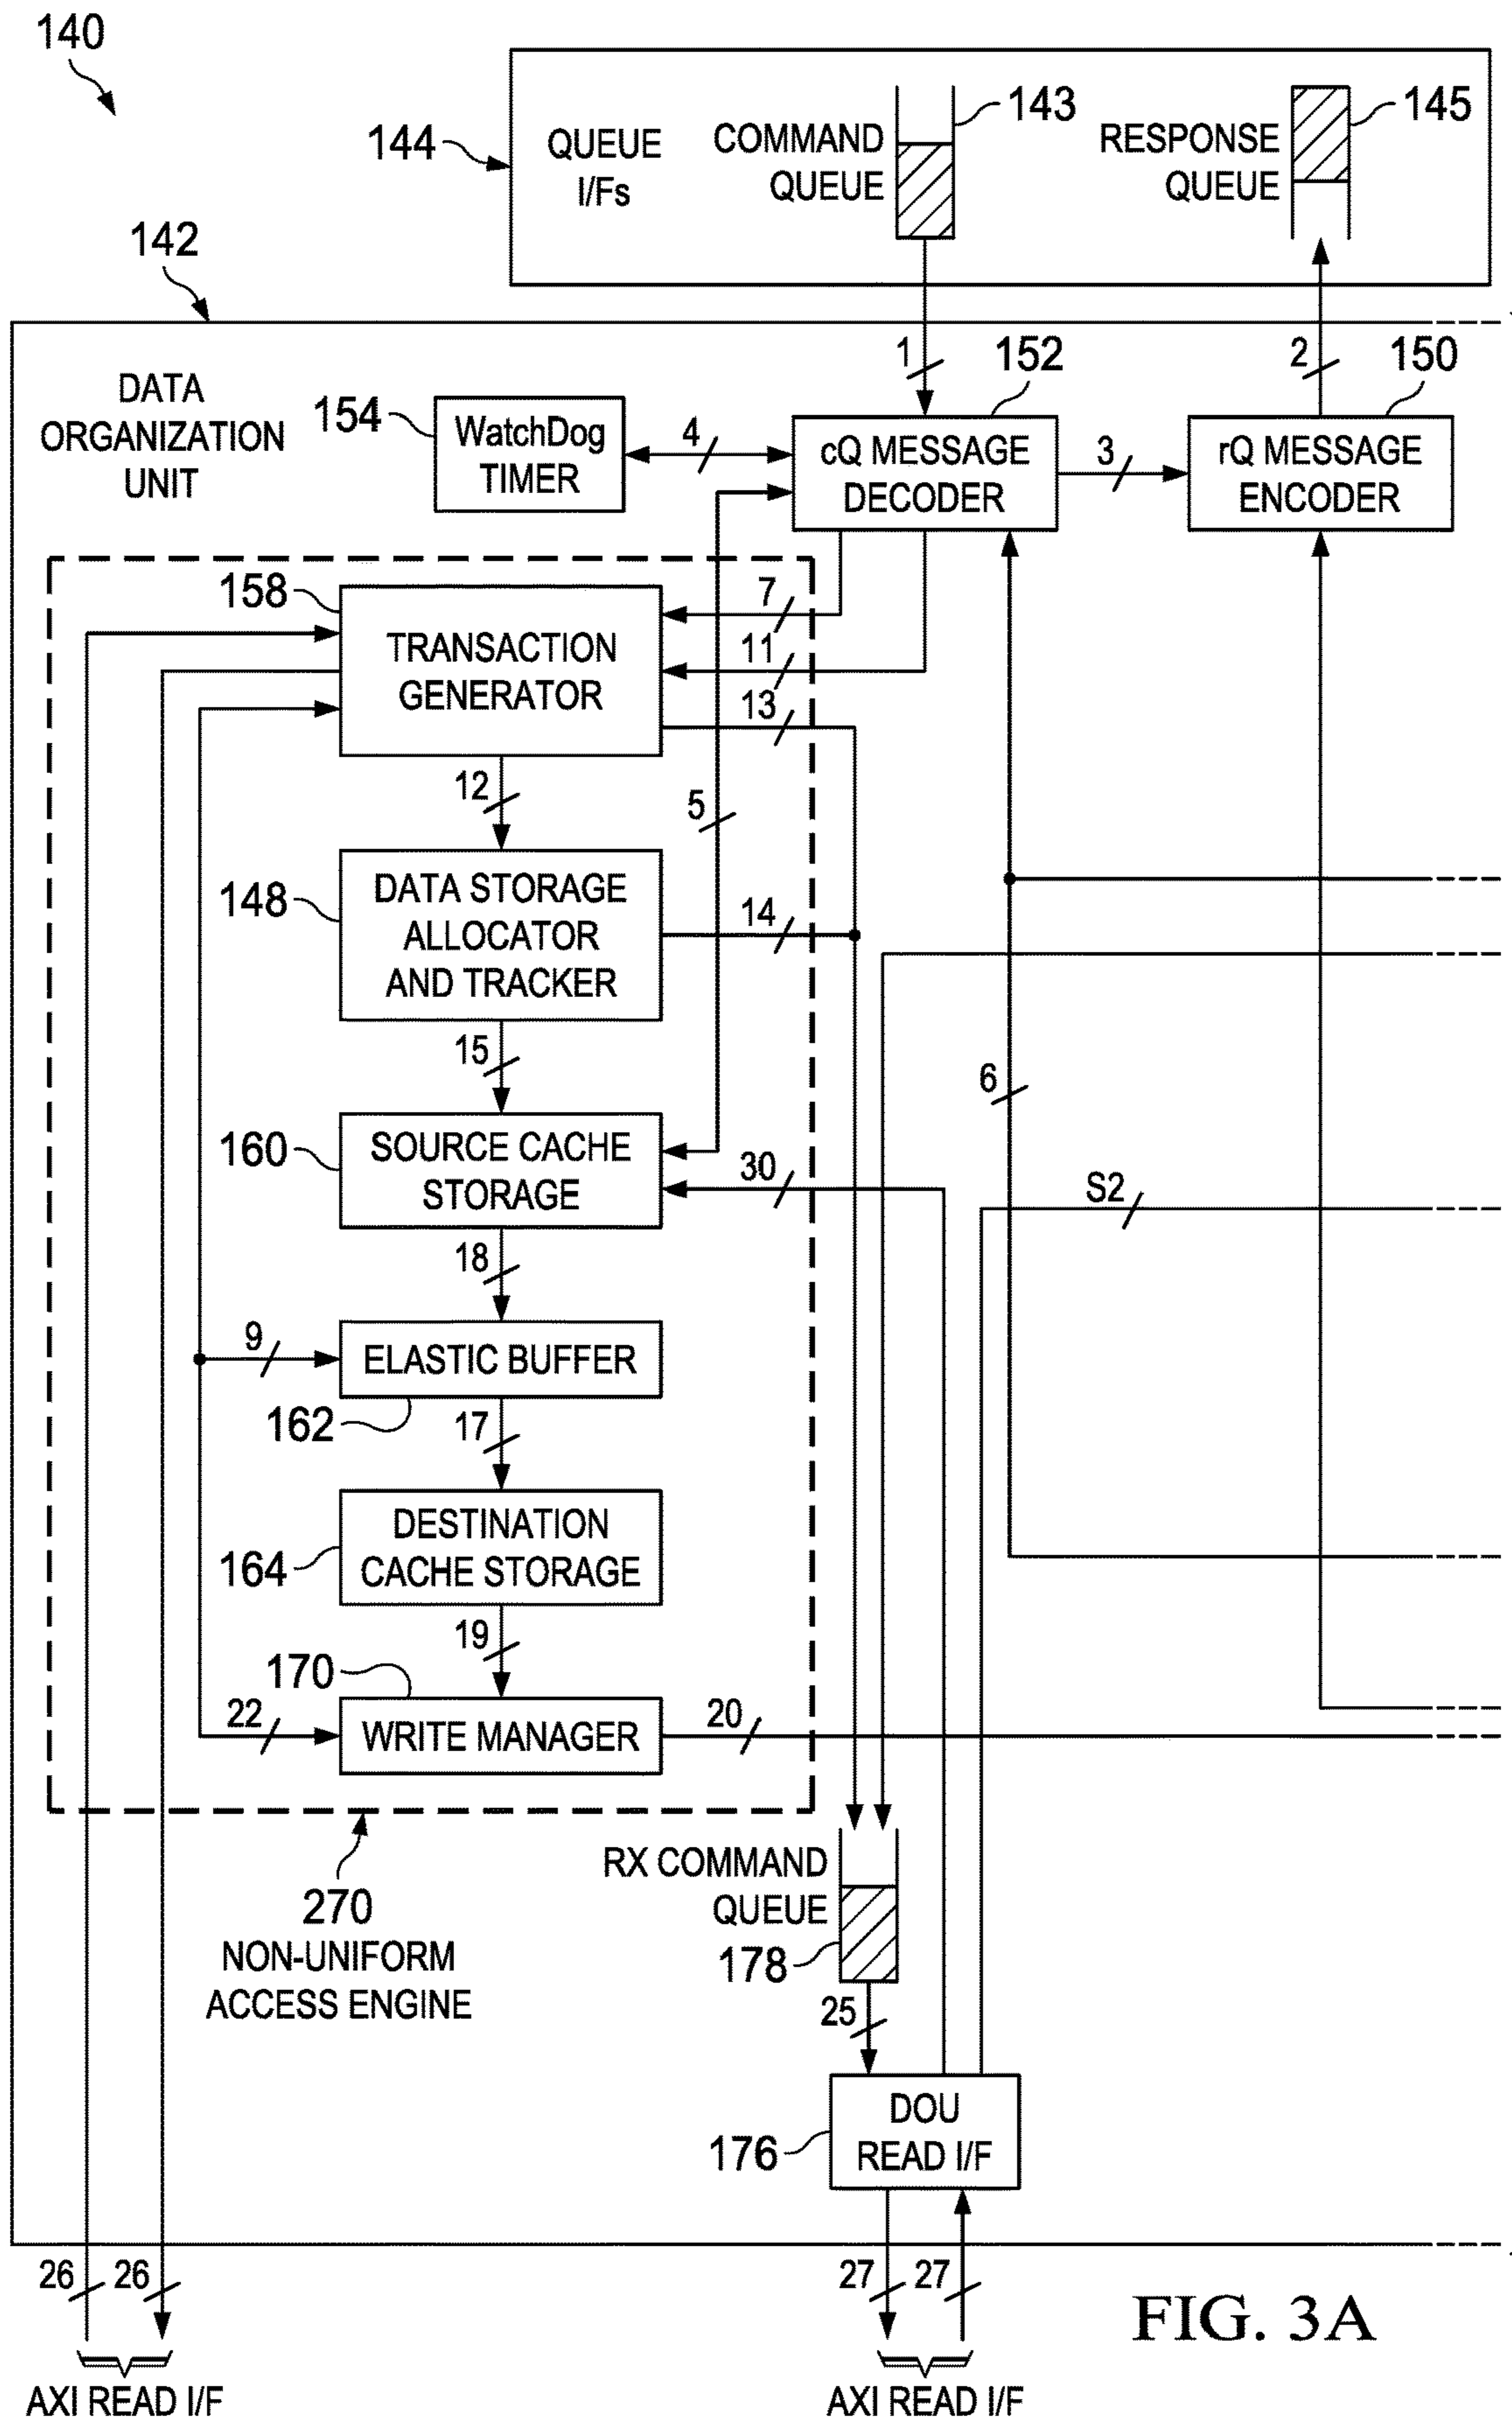 140
144
QUEUE
I/Fs
COMMAND
QUEUE
143
RESPONSE
QUEUE
145
142
DATA
ORGANIZATION
UNIT
1
152
2
150
154
WatchDog
TIMER
4
cQ MESSAGE
DECODER
3
rQ MESSAGE
ENCODER
158
TRANSACTION
GENERATOR
7
11
13
12
5
148
DATA STORAGE
ALLOCATOR
AND TRACKER
14
15
6
160
SOURCE CACHE
STORAGE
30
S2
18
9
ELASTIC BUFFER
162
17
164
DESTINATION
CACHE STORAGE
19
170
22
WRITE MANAGER
20
270
NON-UNIFORM
ACCESS ENGINE
RX COMMAND
QUEUE
178
25
176
DOU
READ I/F
26
26
27
27
AXI READ I/F
AXI READ I/F
FIG. 3A